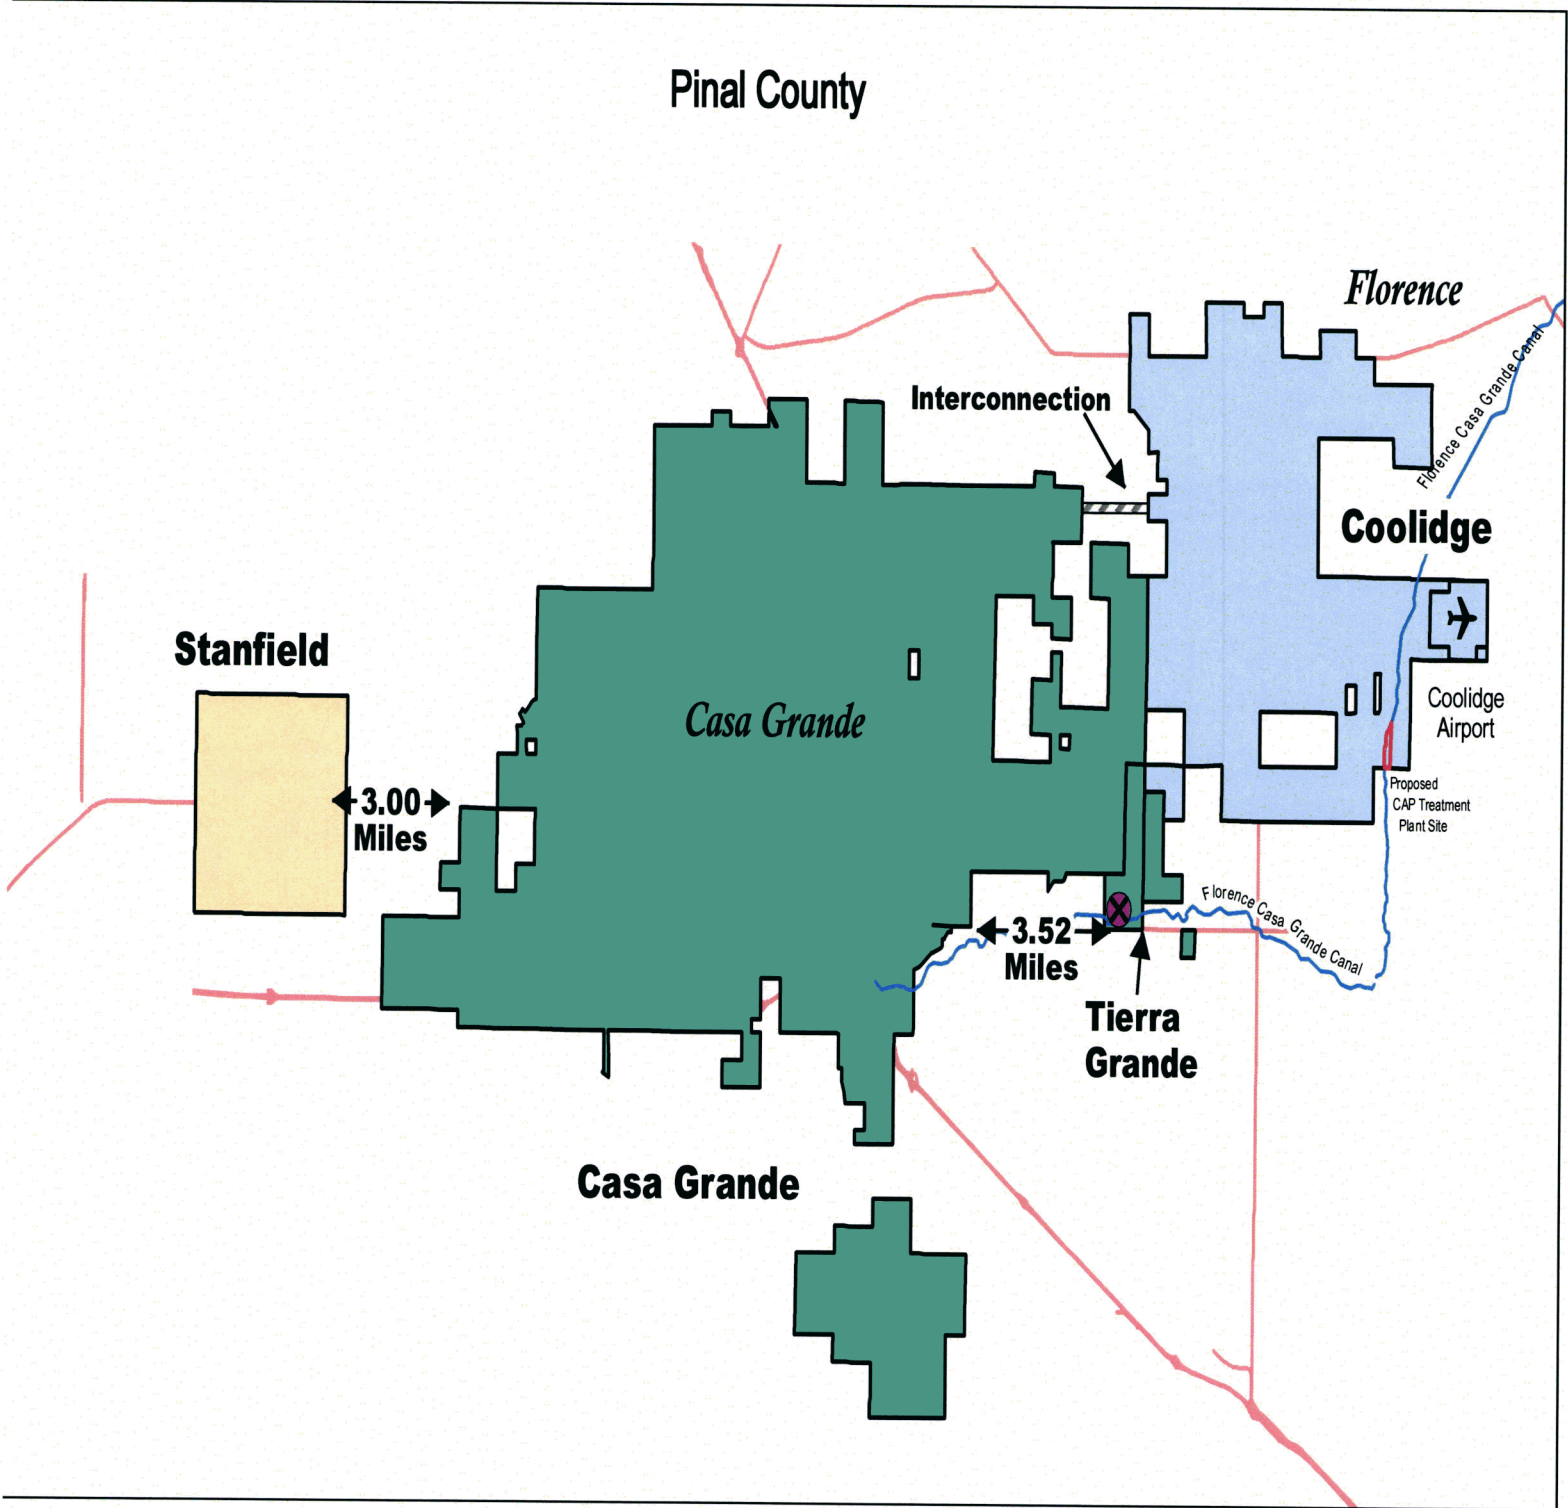 Pinal County
Florence
Florence Casa Grande Canal
Interconnection
Coolidge
Stanfield
Casa Grande
Coolidge
Airport
3.00
Miles
Proposed
CAP Treatment
Plant Site
Florence Casa Grande Canal
3.52
Miles
X
Tierra
Grande
Casa Grande